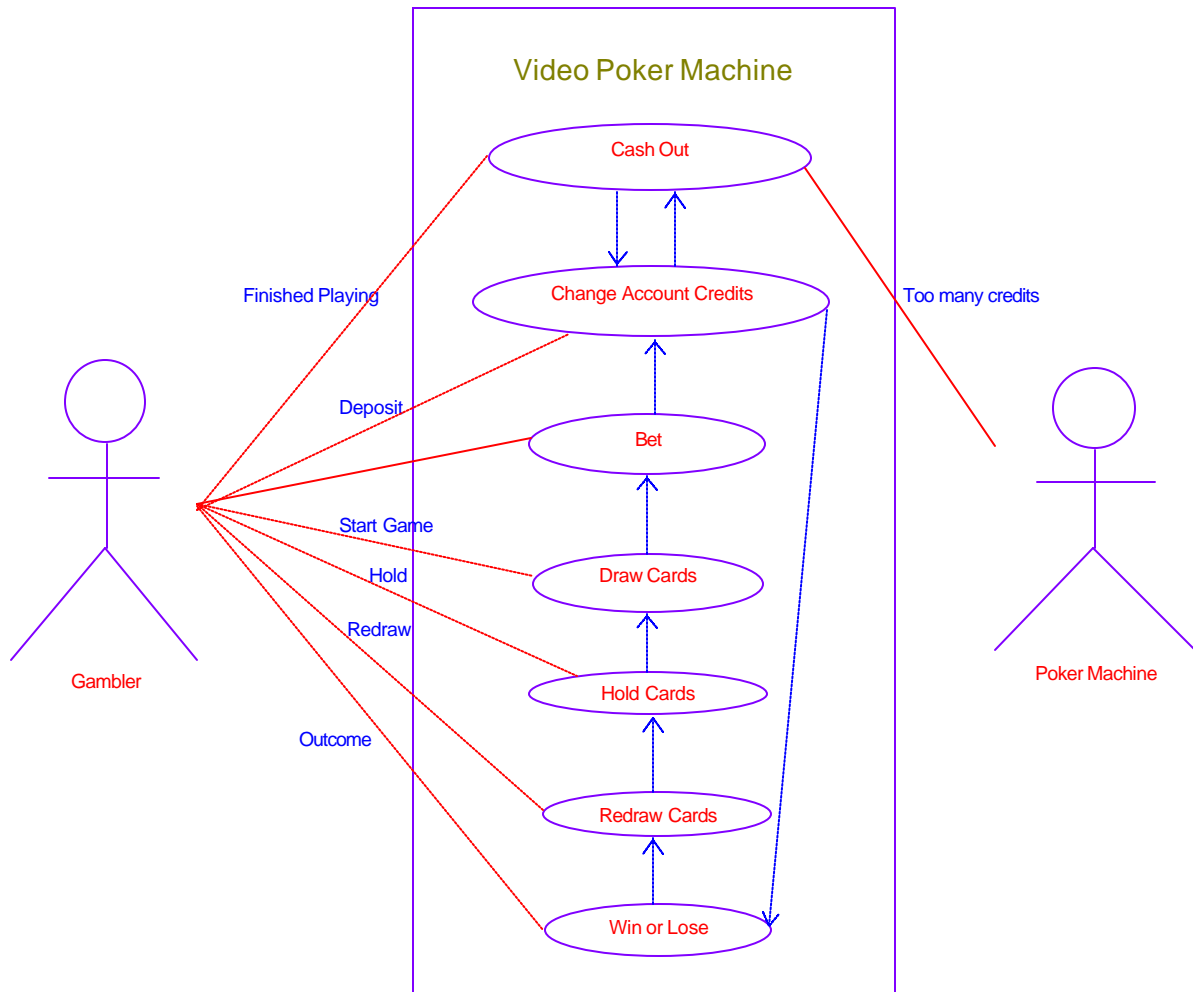 Video Poker Machine
Cash Out
Finished Playing
Change Account Credits
Too many credits
Deposit
Bet
Start Game
Hold
Draw Cards
Redraw
Gambler
Hold Cards
Poker Machine
Outcome
Redraw Cards
Win or Lose